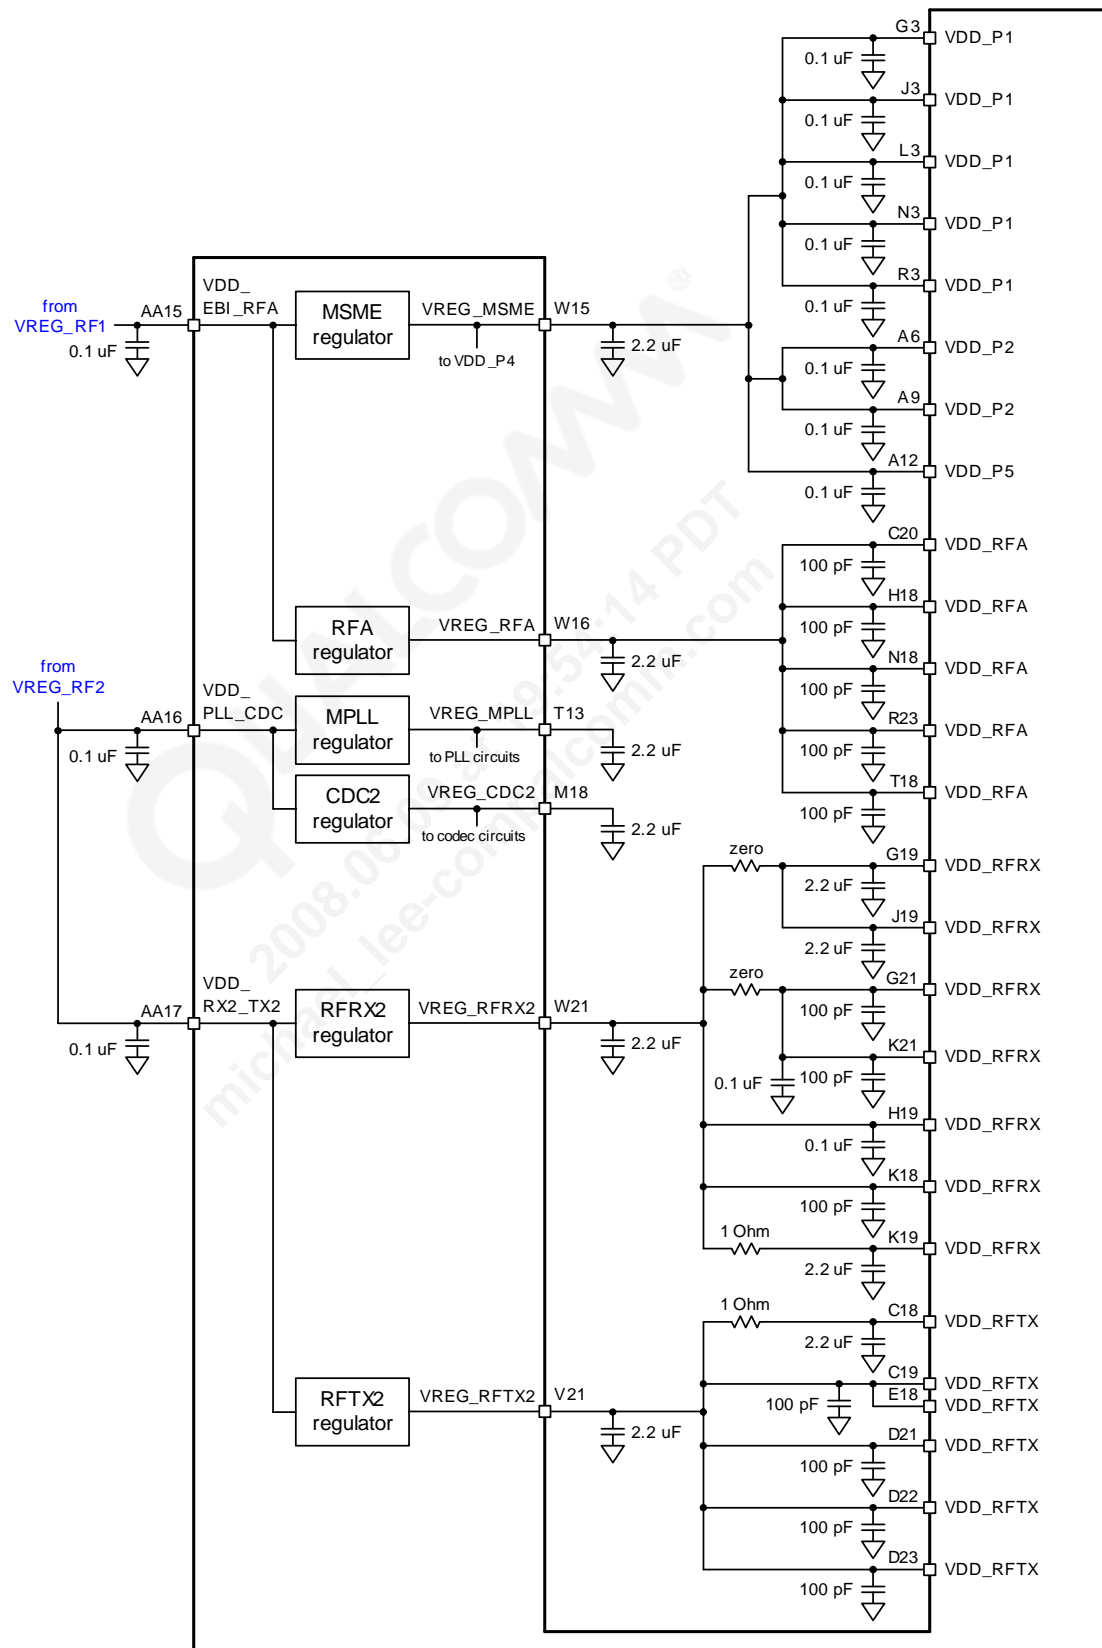 G3
VDD_P1
0.1 uF
J3
VDD_P1
0.1 uF
L3
VDD_P1
0.1 uF
N3
VDD_P1
0.1 uF
R3
VDD_P1
0.1 uF
A6
VDD_P2
0.1 uF
A9
VDD_P2
0.1 uF
A12
VDD_P5
0.1 uF
from
VREG_RF1
0.1 uF
AA15
VDD_
EBI_RFA
MSME
regulator
VREG_MSME
to VDD_P4
W15
2.2 uF
C20
VDD_RFA
100 pF
H18
VDD_RFA
100 pF
N18
VDD_RFA
100 pF
R23
VDD_RFA
100 pF
T18
VDD_RFA
100 pF
RFA
regulator
VREG_RFA
W16
2.2 uF
from
VREG_RF2
AA16
0.1 uF
VDD_
PLL_CDC
MPLL
regulator
VREG_MPLL
to PLL circuits
T13
2.2 uF
CDC2
regulator
VREG_CDC2
to codec circuits
M18
2.2 uF
zero
G19
VDD_RFRX
2.2 uF
J19
VDD_RFRX
2.2 uF
zero
G21
VDD_RFRX
100 pF
K21
VDD_RFRX
100 pF
0.1 uF
AA17
0.1 uF
VDD_
RX2_TX2
RFRX2
regulator
VREG_RFRX2
W21
2.2 uF
H19
VDD_RFRX
0.1 uF
K18
VDD_RFRX
100 pF
1 Ohm
K19
VDD_RFRX
2.2 uF
1 Ohm
C18
VDD_RFTX
2.2 uF
C19
VDD_RFTX
E18
VDD_RFTX
100 pF
RFTX2
regulator
VREG_RFTX2
V21
2.2 uF
D21
VDD_RFTX
100 pF
D22
VDD_RFTX
100 pF
D23
VDD_RFTX
100 pF
QUALCOMM®
2008.06.09 at 19:54:14 PDT